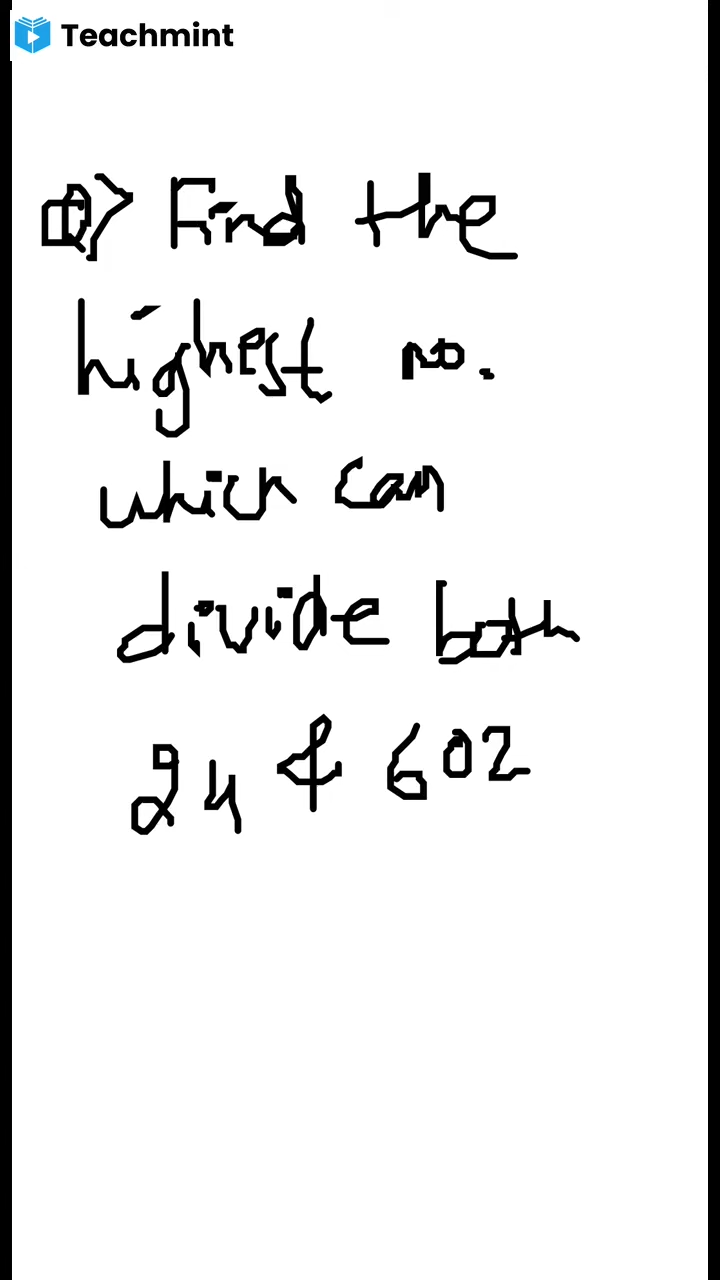 Teachmint
Q) Find the
highest no.
which can
divide both
24 & 602